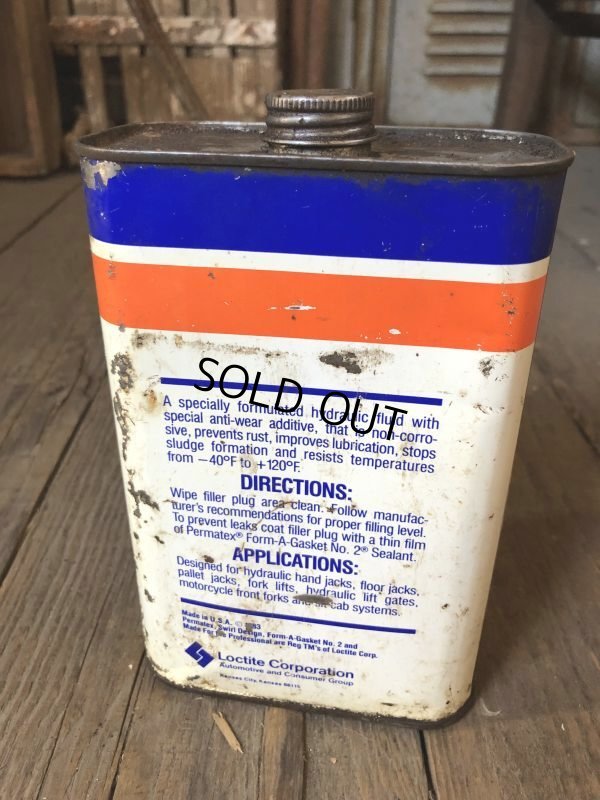 SOLD OUT
A specially formulated hydraulic fluid with
special anti-wear additive, that is non-corro-
sive, prevents rust, improves lubrication, stops
sludge formation and resists temperatures
from —40°F to +120°F.
DIRECTIONS:
Wipe filler plug area clean. Follow manufac-
turer's recommendations for proper filling level.
To prevent leaks coat filler plug with a thin film
of Permatex® Form-A-Gasket No. 2® Sealant.
APPLICATIONS:
Designed for hydraulic hand jacks, floor jacks,
pallet jacks, fork lifts, hydraulic lift gates,
motorcycle front forks and cab systems.
Made in U.S.A. ©
Permatex, Swirl Design, Form-A-Gasket No. 2 and
Made For the Professional are Reg TM's of Loctite Corp.
Loctite Corporation
Automotive and Consumer Group
Kansas City, Kansas 66115